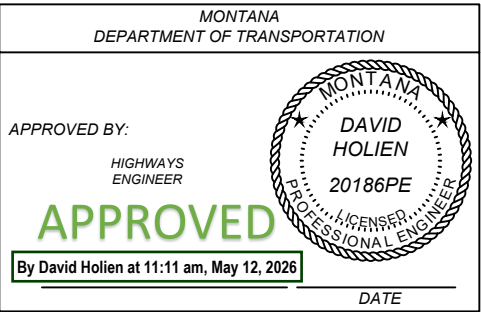 MONTANA
DEPARTMENT OF TRANSPORTATION
APPROVED BY:
HIGHWAYS
ENGINEER
APPROVED
By David Holien at 11:11 am, May 12, 2026
MONTANA
DAVID
HOLIEN
20186PE
LICENSED
PROFESSIONAL ENGINEER
DATE